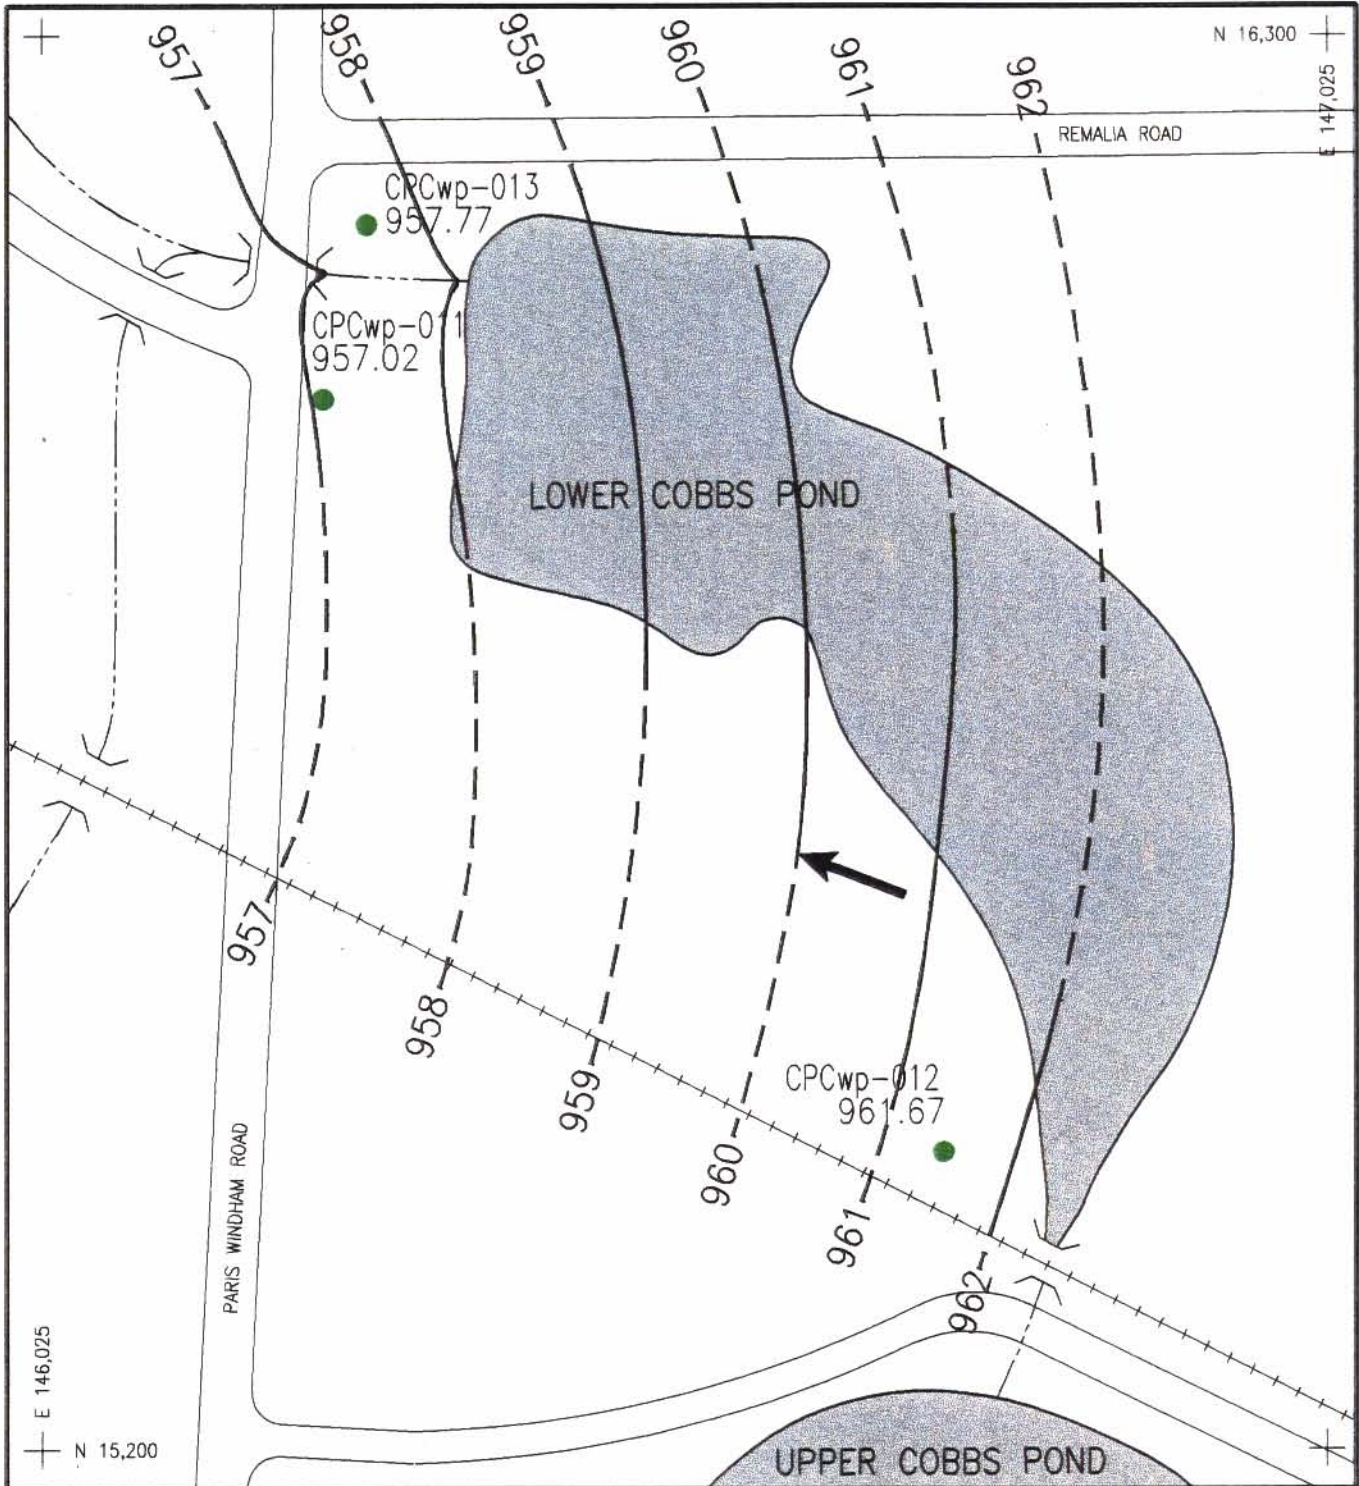 957
958
959
960
961
962
N 16,300
E 147,025
REMALIA ROAD
CPCwp-013
957.77
CPCwp-011
957.02
LOWER COBBS POND
957
958
959
960
961
962
CPCwp-012
961.67
PARIS WINDHAM ROAD
E 146,025
N 15,200
UPPER COBBS POND